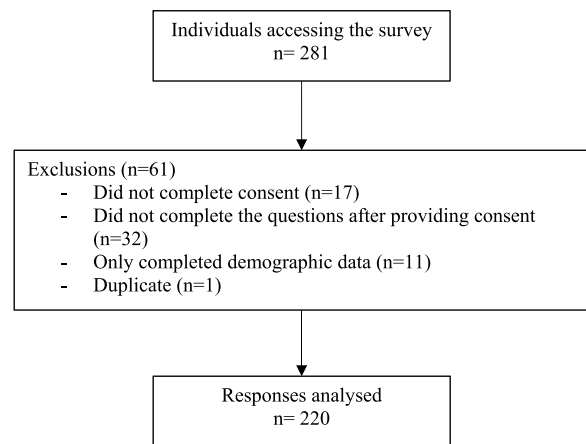 Individuals accessing the survey
n= 281
Exclusions (n=61)
- Did not complete consent (n=17)
- Did not complete the questions after providing consent
(n=32)
- Only completed demographic data (n=11)
- Duplicate (n=1)
Responses analysed
n= 220